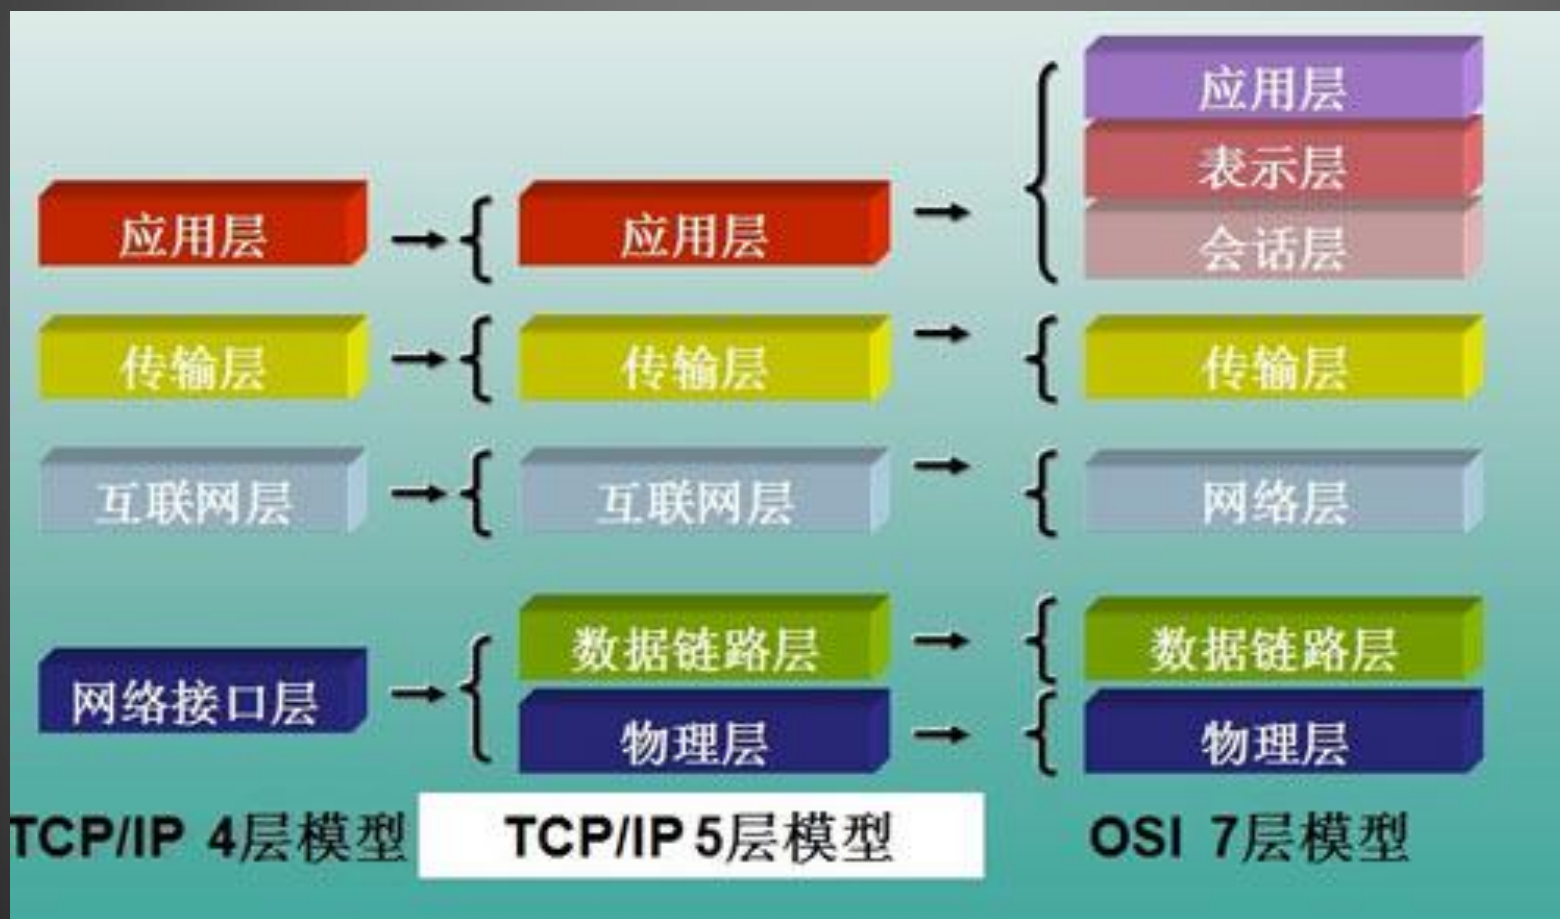 应用层
表示层
会话层
应用层 应用层
传输层 传输层 传输层
互联网层 互联网层 网络层
数据链路层 数据链路层
网络接口层
物理层 物理层
TCP/IP 4层模型 TCP/IP 5层模型 OSI 7层模型